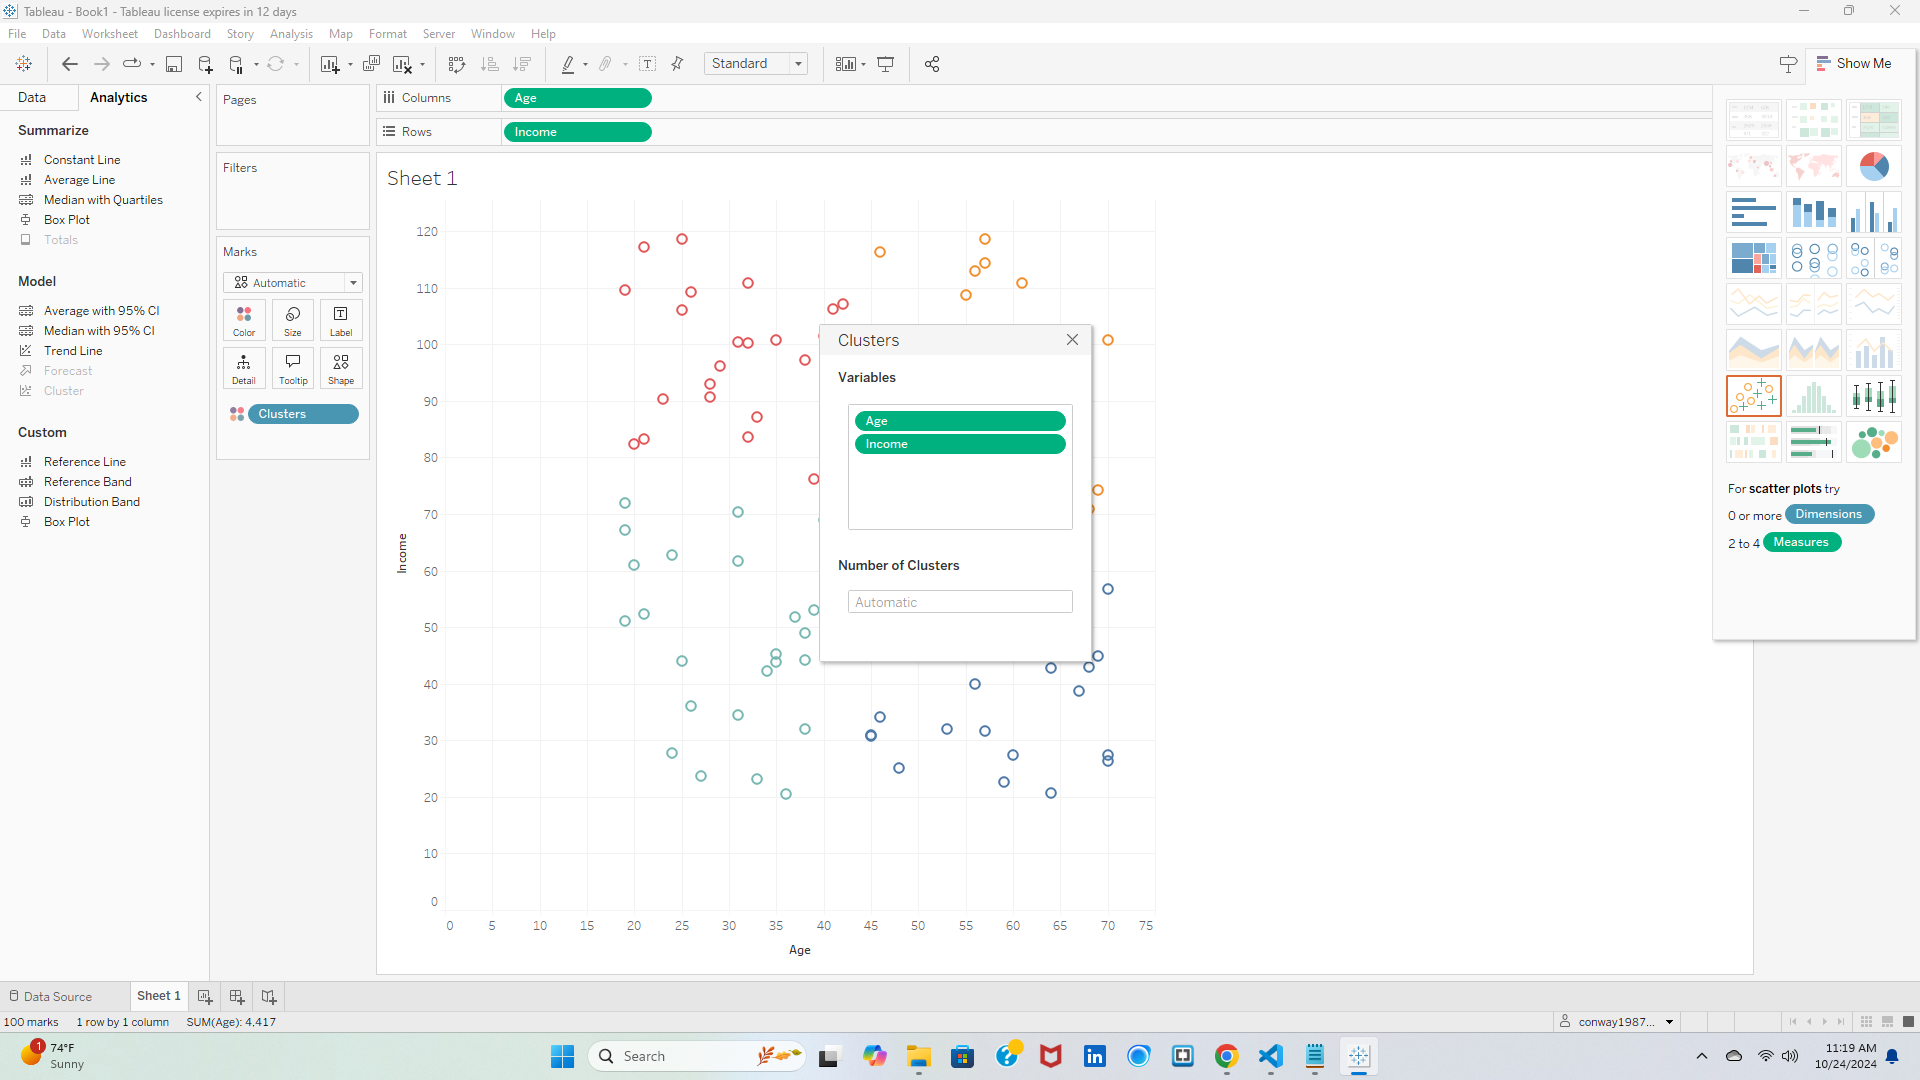 Tableau - Book1 - Tableau license expires in 12 days
File Data Worksheet Dashboard Story Analysis Map Format Server Window Help
Standard
Show Me
Data Analytics
Summarize
Constant Line
Average Line
Median with Quartiles
Box Plot
Totals
Model
Average with 95% CI
Median with 95% CI
Trend Line
Forecast
Cluster
Custom
Reference Line
Reference Band
Distribution Band
Box Plot
Pages
Filters
Marks
Automatic
Color Size Label
Detail Tooltip Shape
Clusters
Columns Age
Rows Income
Sheet 1
120
110
100
90
80
70
60
50
40
30
20
10
0
Income
0 5 10 15 20 25 30 35 40 45 50 55 60 65 70 75
Age
Clusters
Variables
Age
Income
Number of Clusters
Automatic
For scatter plots try
0 or more Dimensions
2 to 4 Measures
Data Source Sheet 1
100 marks 1 row by 1 column SUM(Age): 4,417
conway1987...
1
74°F
Sunny
Search
11:19 AM
10/24/2024